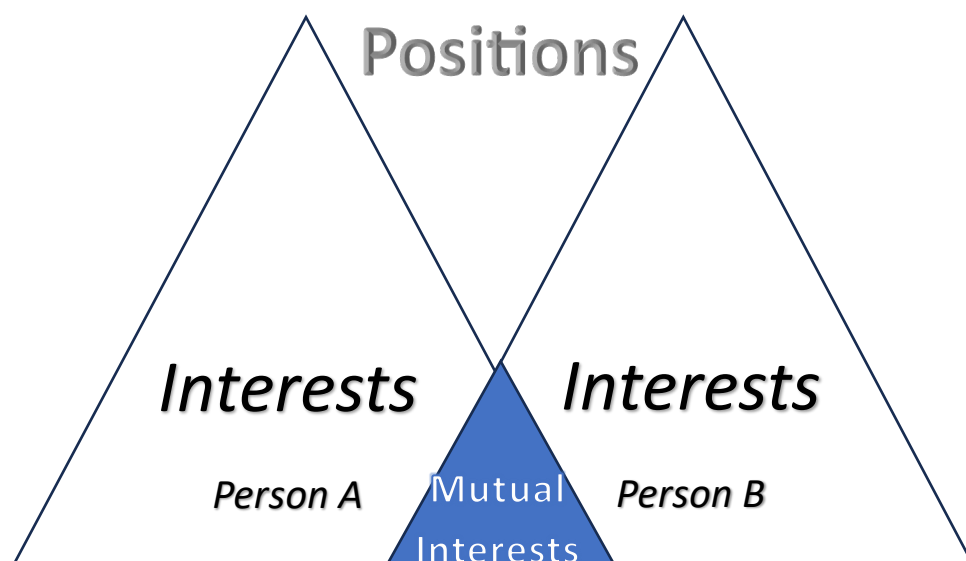 Positions
Interests
Interests
Person A
Mutual
Interests
Person B